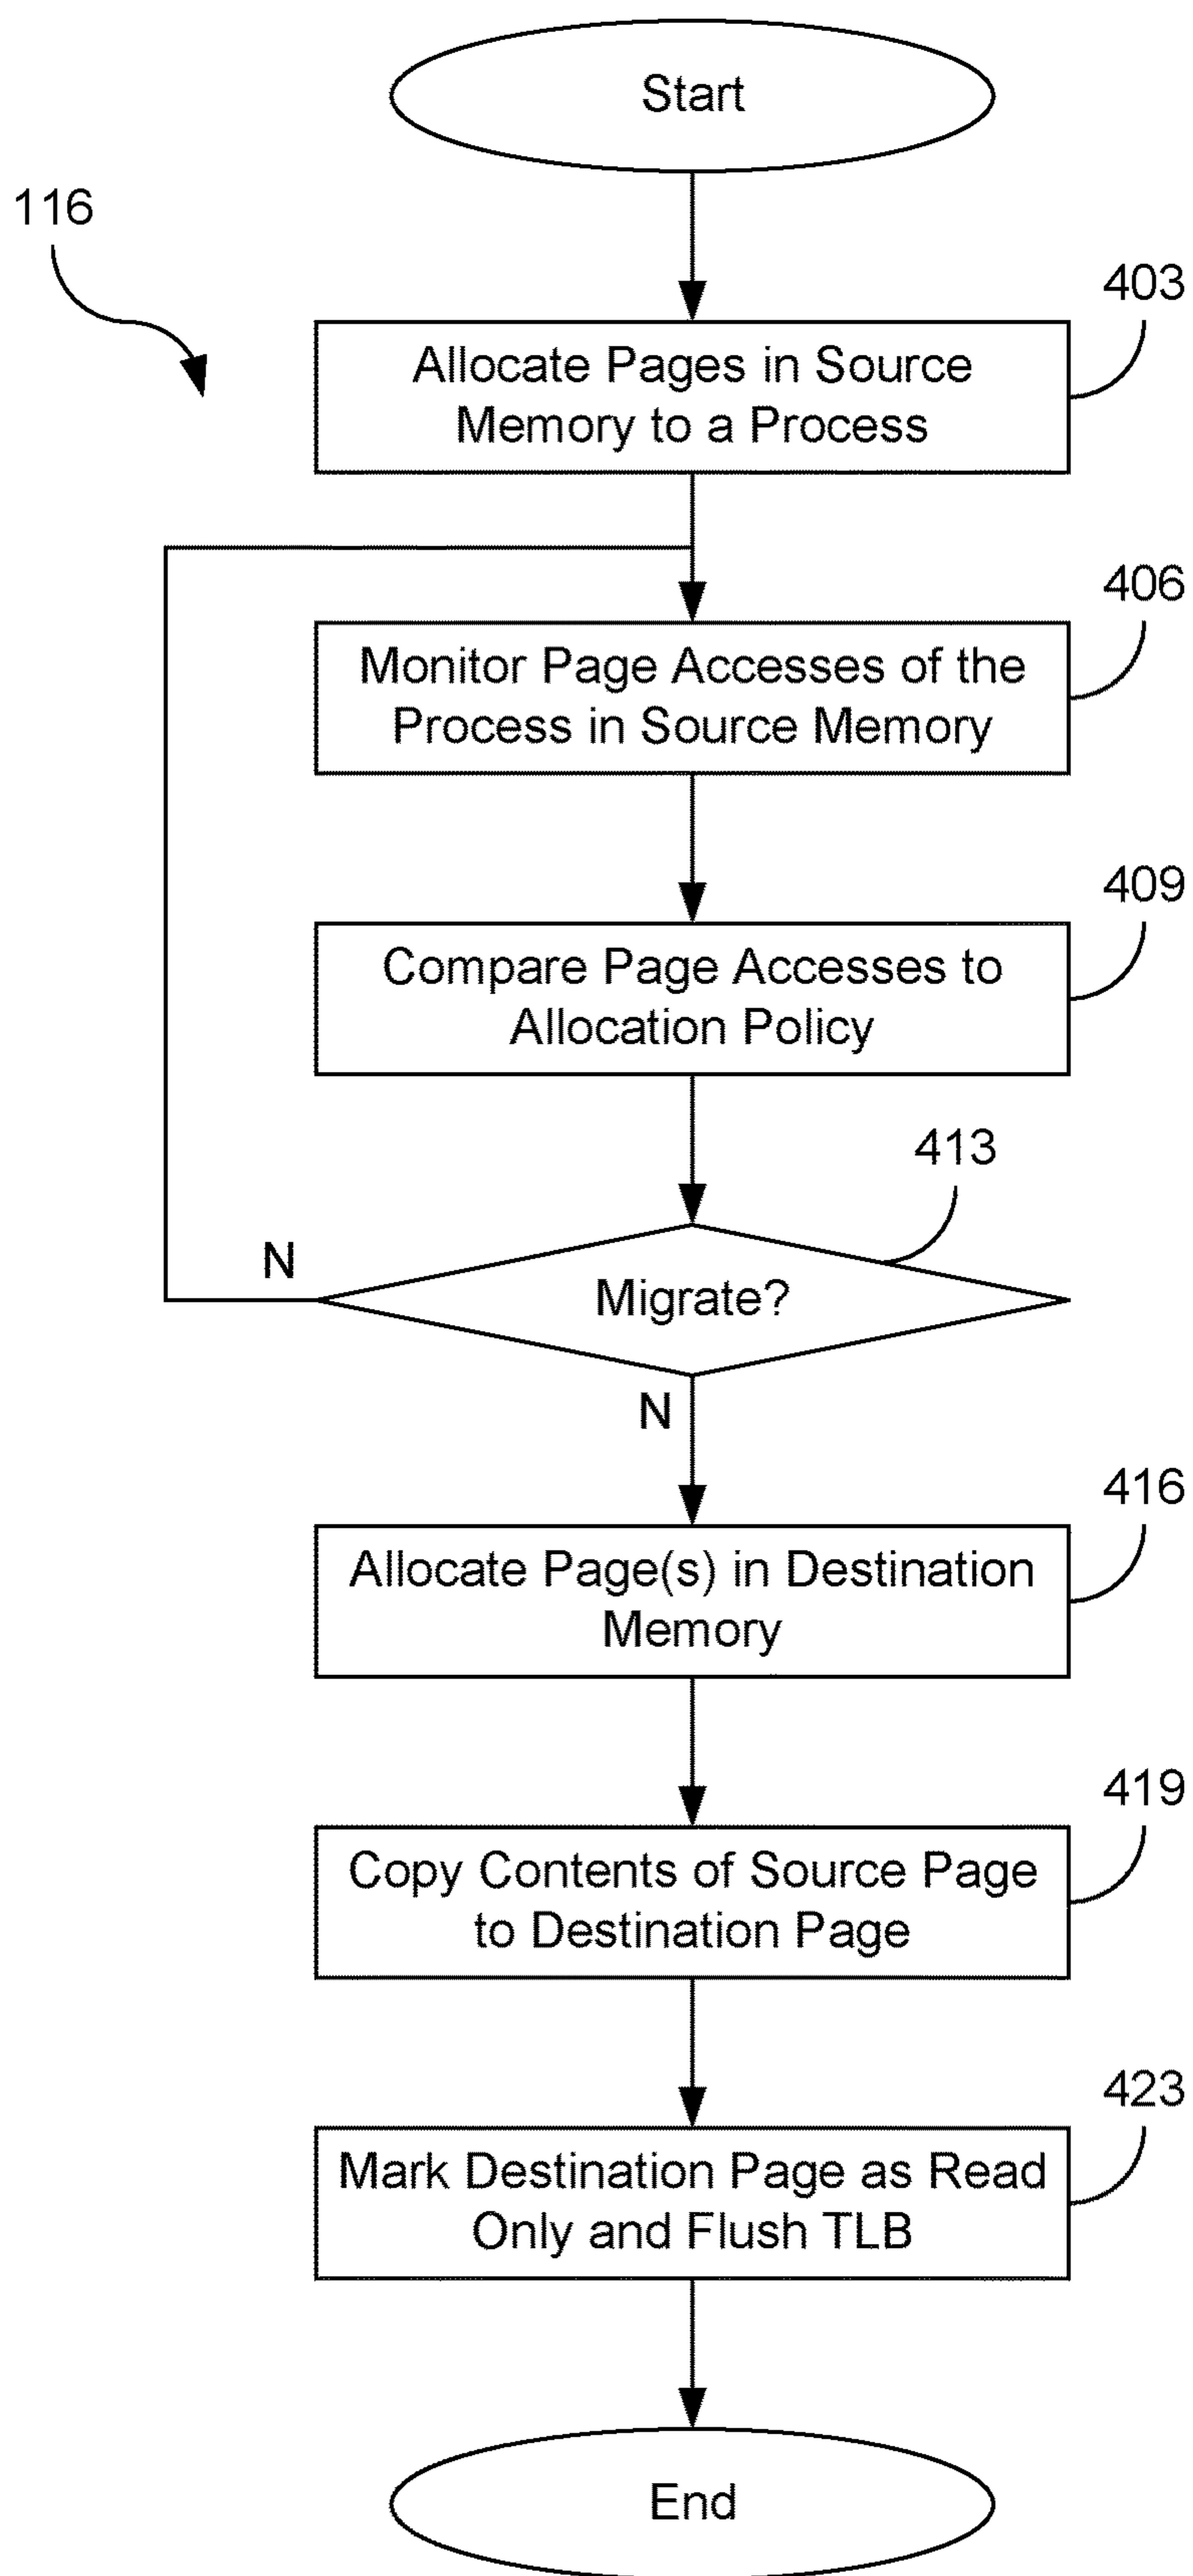 Start
116
403
Allocate Pages in Source
Memory to a Process
406
Monitor Page Accesses of the
Process in Source Memory
409
Compare Page Accesses to
Allocation Policy
413
N
Migrate?
N
416
Allocate Page(s) in Destination
Memory
419
Copy Contents of Source Page
to Destination Page
423
Mark Destination Page as Read
Only and Flush TLB
End